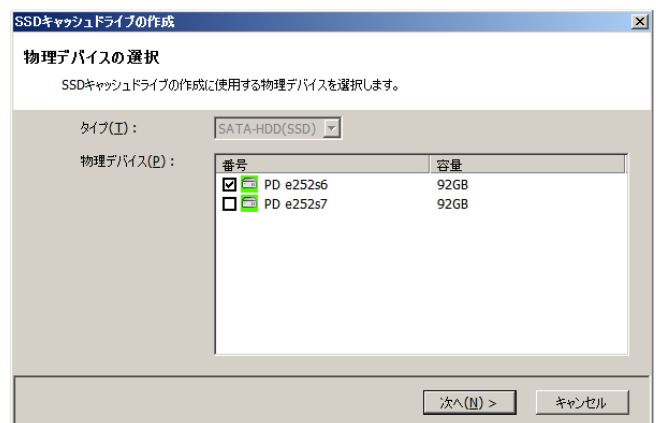 SSDキャッシュドライブの作成
物理デバイスの選択
SSDキャッシュドライブの作成に使用する物理デバイスを選択します。
タイプ(T)： SATA-HDD(SSD)
物理デバイス(P)： 番号 容量
PD e252s6 92GB
PD e252s7 92GB
次へ(N) > キャンセル